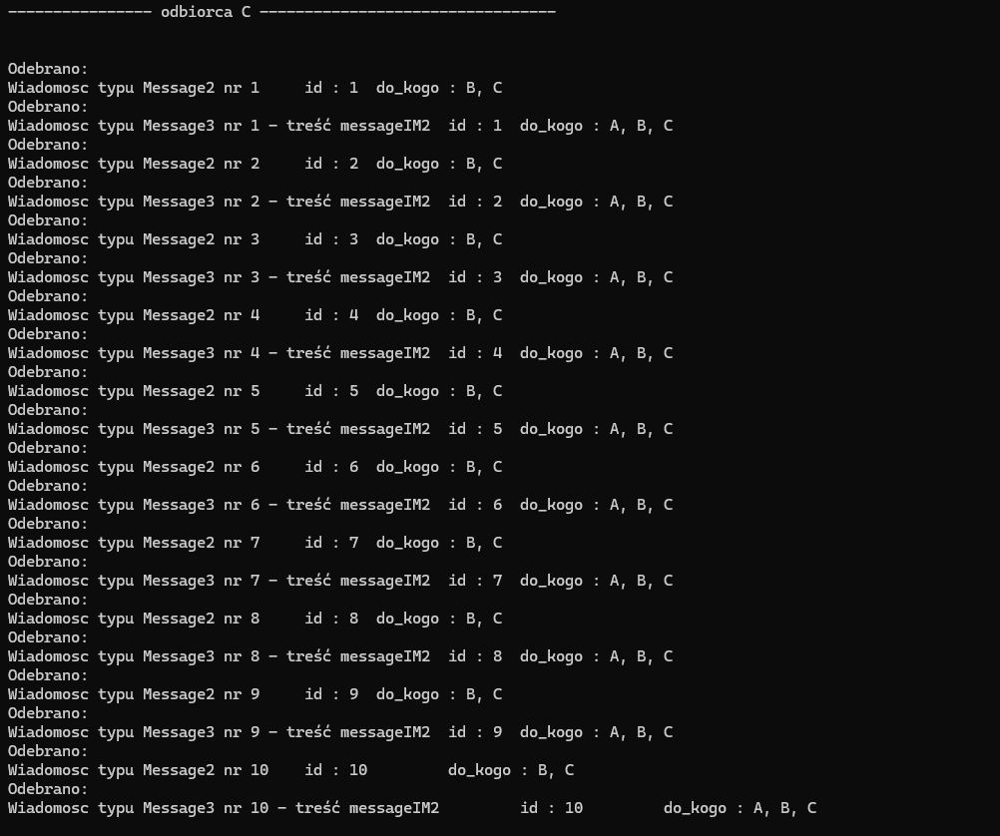 ---------------- odbiorca C ---------------------------------
Odebrano:
Wiadomosc typu Message2 nr 1     id : 1  do_kogo : B, C
Odebrano:
Wiadomosc typu Message3 nr 1 - treść messageIM2  id : 1  do_kogo : A, B, C
Odebrano:
Wiadomosc typu Message2 nr 2     id : 2  do_kogo : B, C
Odebrano:
Wiadomosc typu Message3 nr 2 - treść messageIM2  id : 2  do_kogo : A, B, C
Odebrano:
Wiadomosc typu Message2 nr 3     id : 3  do_kogo : B, C
Odebrano:
Wiadomosc typu Message3 nr 3 - treść messageIM2  id : 3  do_kogo : A, B, C
Odebrano:
Wiadomosc typu Message2 nr 4     id : 4  do_kogo : B, C
Odebrano:
Wiadomosc typu Message3 nr 4 - treść messageIM2  id : 4  do_kogo : A, B, C
Odebrano:
Wiadomosc typu Message2 nr 5     id : 5  do_kogo : B, C
Odebrano:
Wiadomosc typu Message3 nr 5 - treść messageIM2  id : 5  do_kogo : A, B, C
Odebrano:
Wiadomosc typu Message2 nr 6     id : 6  do_kogo : B, C
Odebrano:
Wiadomosc typu Message3 nr 6 - treść messageIM2  id : 6  do_kogo : A, B, C
Odebrano:
Wiadomosc typu Message2 nr 7     id : 7  do_kogo : B, C
Odebrano:
Wiadomosc typu Message3 nr 7 - treść messageIM2  id : 7  do_kogo : A, B, C
Odebrano:
Wiadomosc typu Message2 nr 8     id : 8  do_kogo : B, C
Odebrano:
Wiadomosc typu Message3 nr 8 - treść messageIM2  id : 8  do_kogo : A, B, C
Odebrano:
Wiadomosc typu Message2 nr 9     id : 9  do_kogo : B, C
Odebrano:
Wiadomosc typu Message3 nr 9 - treść messageIM2  id : 9  do_kogo : A, B, C
Odebrano:
Wiadomosc typu Message2 nr 10    id : 10         do_kogo : B, C
Odebrano:
Wiadomosc typu Message3 nr 10 - treść messageIM2         id : 10         do_kogo : A, B, C